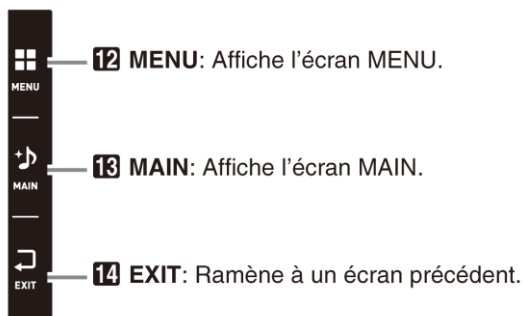 MENU
12 MENU: Affiche l'écran MENU.
MAIN
13 MAIN: Affiche l'écran MAIN.
EXIT
14 EXIT: Ramène à un écran précédent.